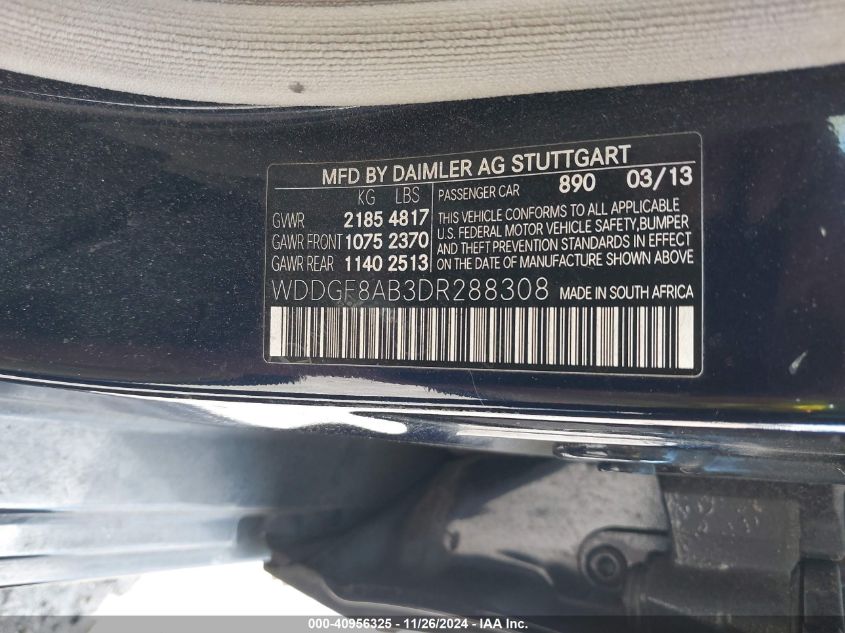 MFD BY DAIMLER AG STUTTGART
KG LBS PASSENGER CAR 890 03/13
GVWR 2185 4817
GAWR FRONT 1075 2370
GAWR REAR 1140 2513
THIS VEHICLE CONFORMS TO ALL APPLICABLE
U.S. FEDERAL MOTOR VEHICLE SAFETY, BUMPER
AND THEFT PREVENTION STANDARDS IN EFFECT
ON THE DATE OF MANUFACTURE SHOWN ABOVE
WDDGF8AB3DR288308 MADE IN SOUTH AFRICA
000-40956325 - 11/26/2024 - IAA Inc.